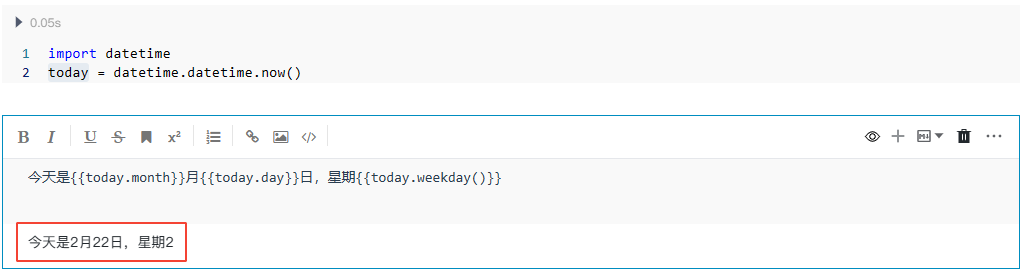 0.05s
1 import datetime
2 today = datetime.datetime.now()
B I U S x² </>
今天是{{today.month}}月{{today.day}}日，星期{{today.weekday()}}
今天是2月22日，星期2